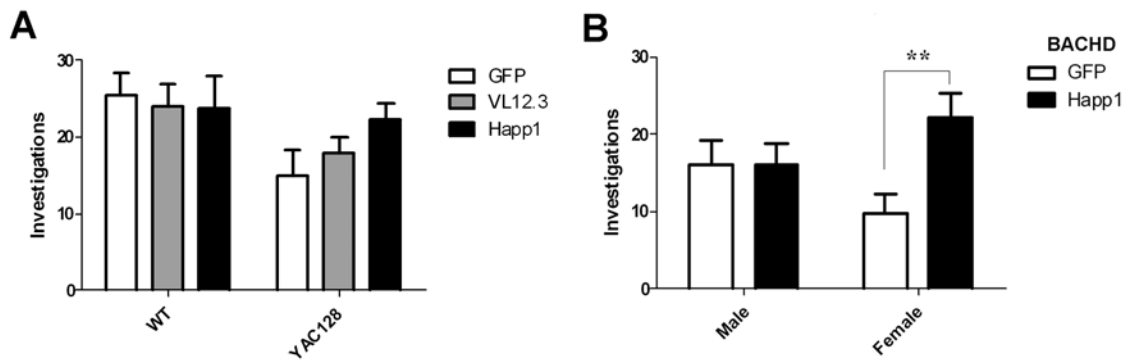 A
Investigations
30
20
10
0
WT
YAC128
GFP
VL12.3
Happ1
B
Investigations
30
20
10
0
Male
Female
**
BACHD
GFP
Happ1